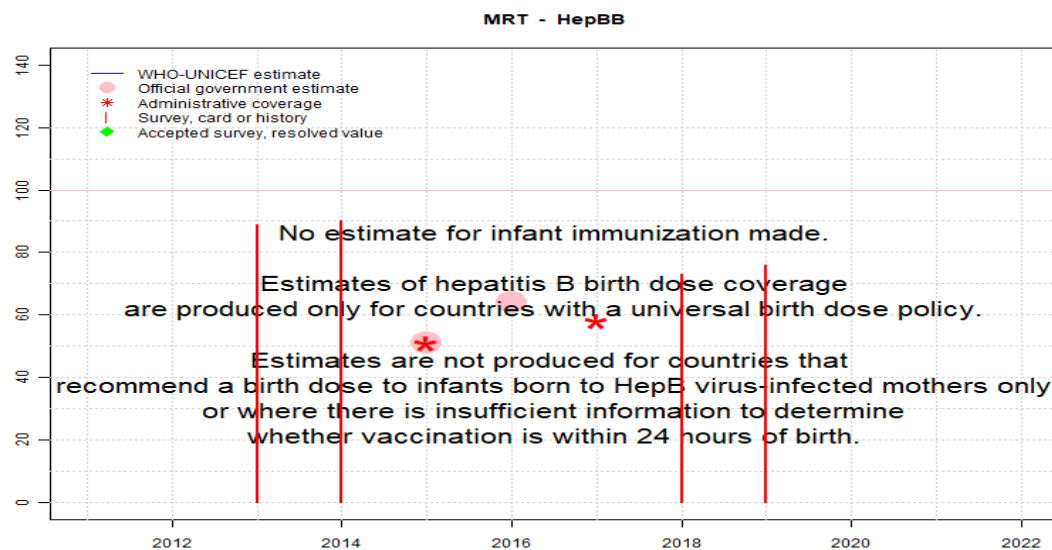 MRT - HepBB
140
120
100
80
60
40
20
0
WHO-UNICEF estimate
Official government estimate
Administrative coverage
Survey, card or history
Accepted survey, resolved value
No estimate for infant immunization made.
Estimates of hepatitis B birth dose coverage
are produced only for countries with a universal birth dose policy.
Estimates are not produced for countries that
recommend a birth dose to infants born to HepB virus-infected mothers only
or where there is insufficient information to determine
whether vaccination is within 24 hours of birth.
2012 2014 2016 2018 2020 2022